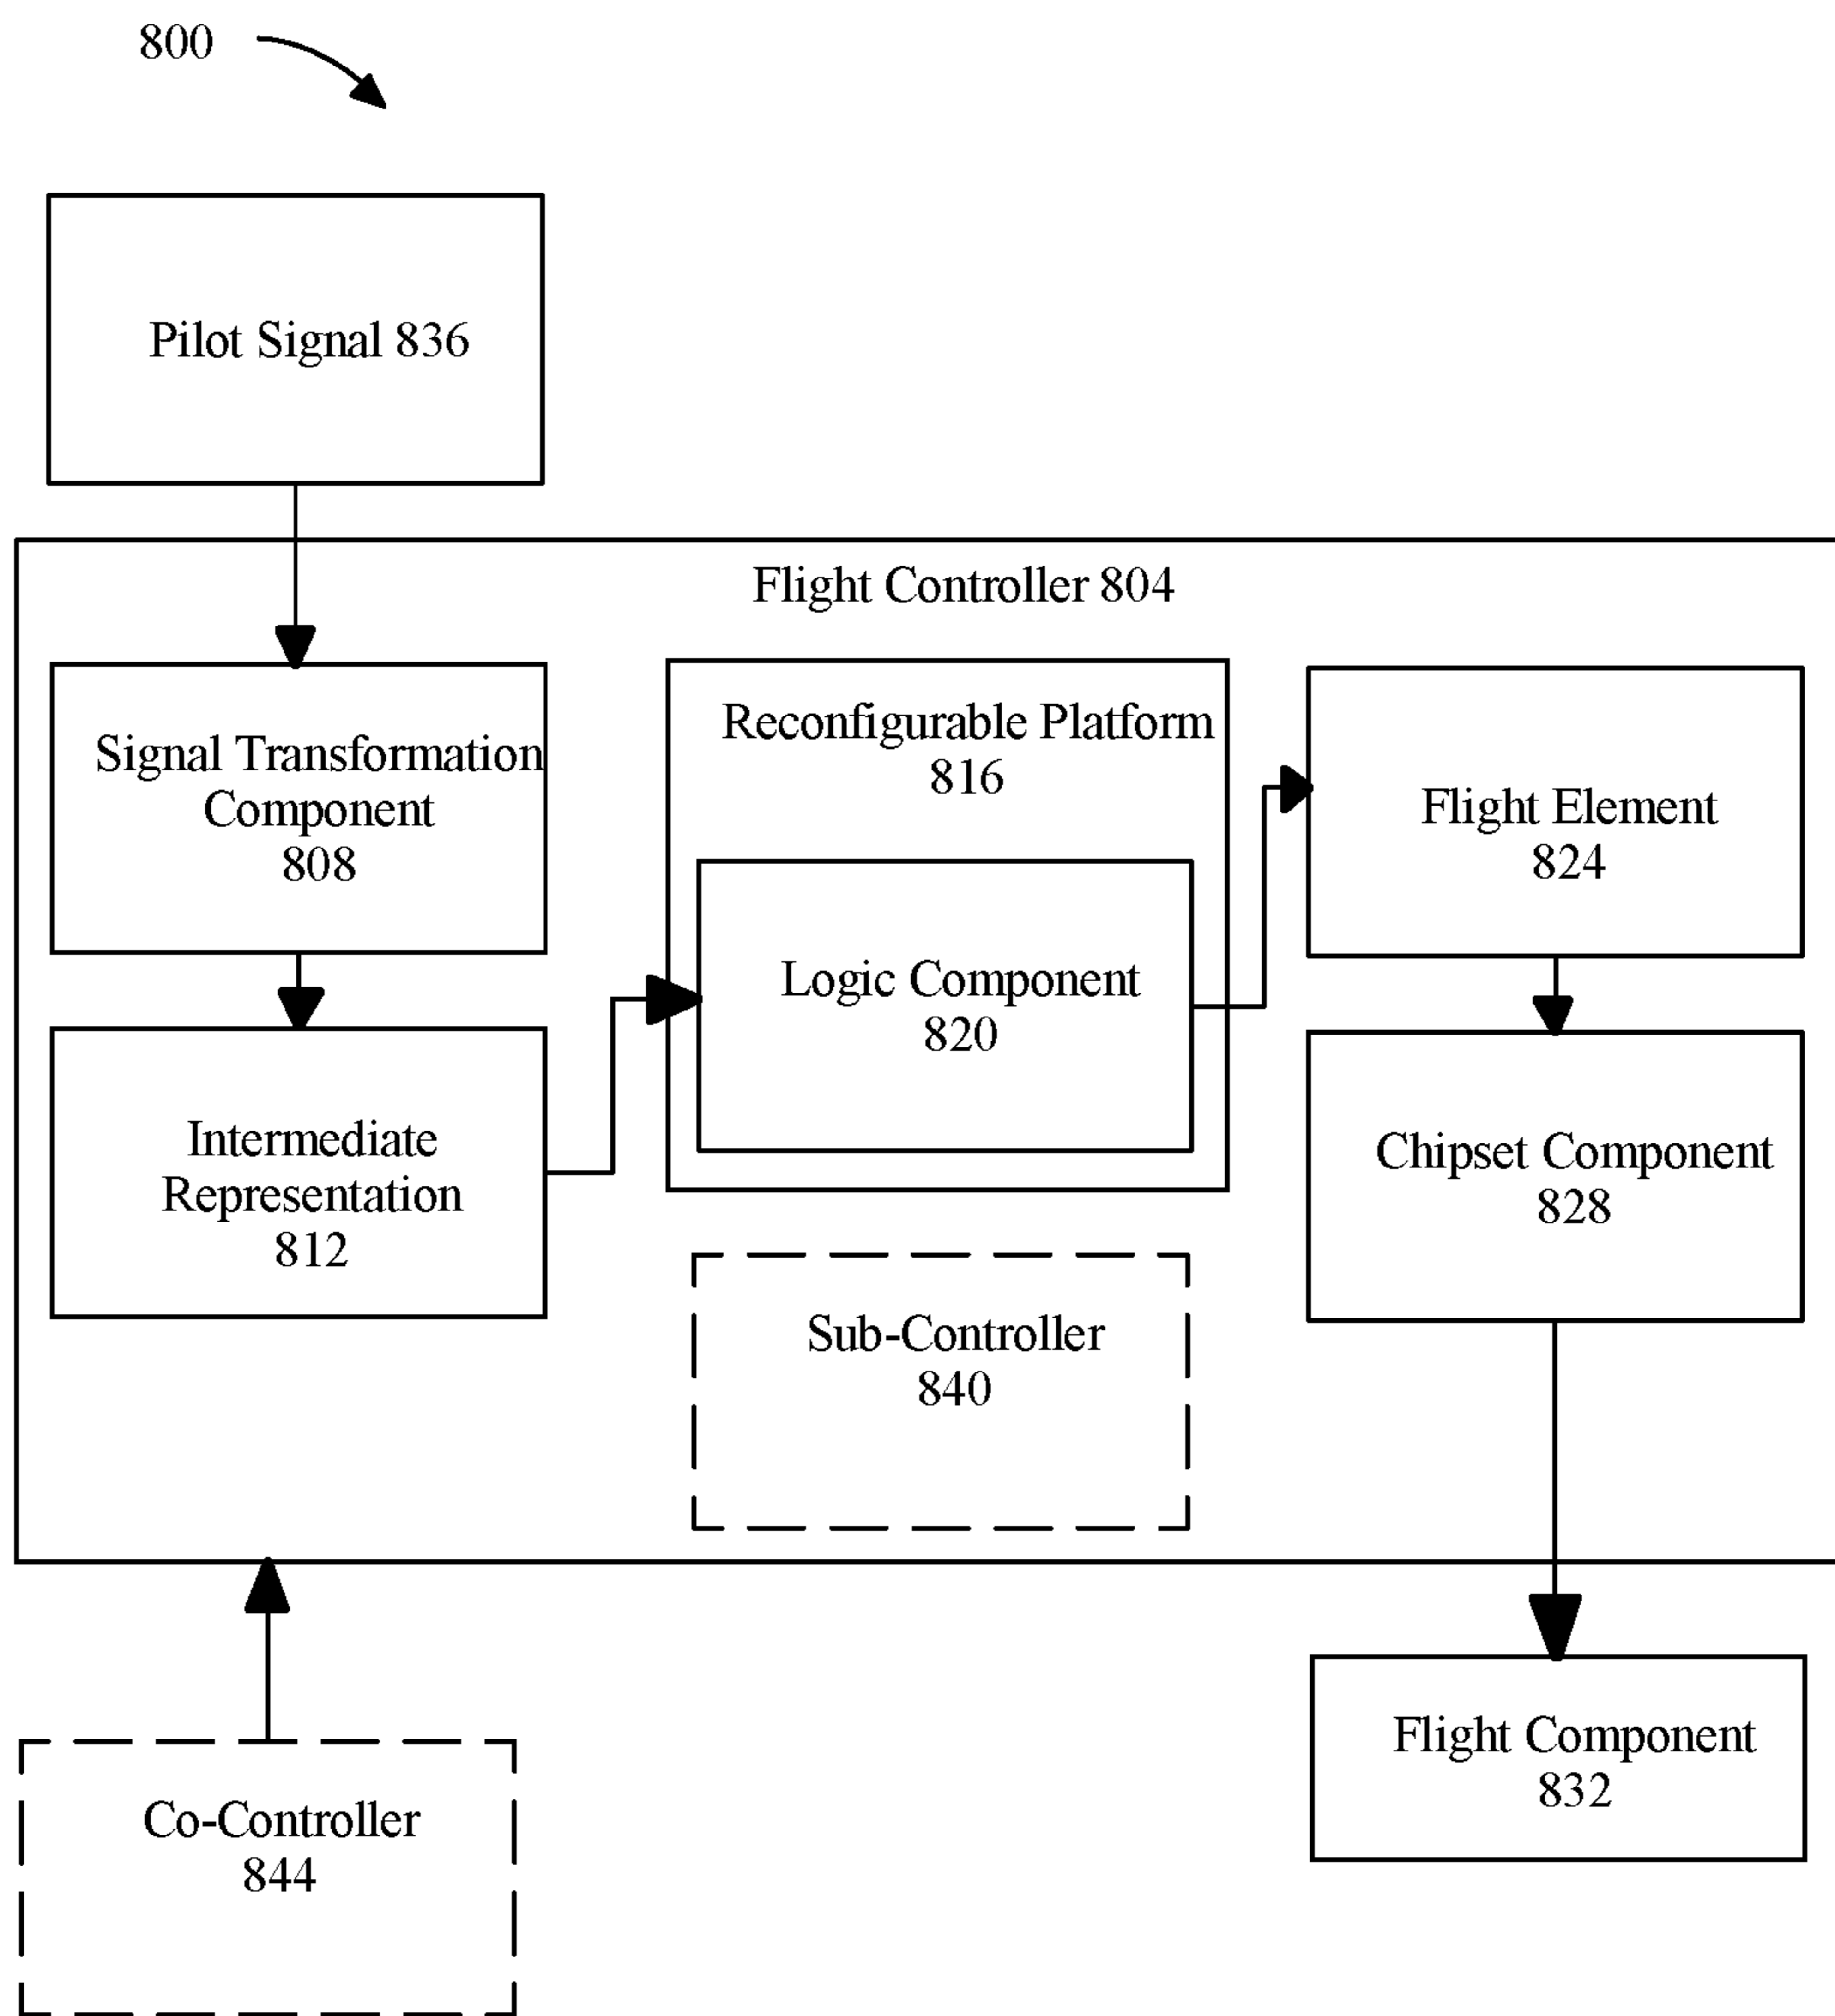 800
Pilot Signal 836
Flight Controller 804
Signal Transformation
Component
808
Intermediate
Representation
812
Reconfigurable Platform
816
Logic Component
820
Sub-Controller
840
Flight Element
824
Chipset Component
828
Co-Controller
844
Flight Component
832